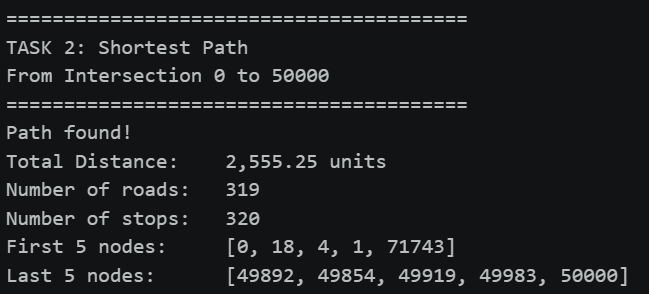 ========================================
TASK 2: Shortest Path
From Intersection 0 to 50000
========================================
Path found!
Total Distance:    2,555.25 units
Number of roads:   319
Number of stops:   320
First 5 nodes:     [0, 18, 4, 1, 71743]
Last 5 nodes:      [49892, 49854, 49919, 49983, 50000]